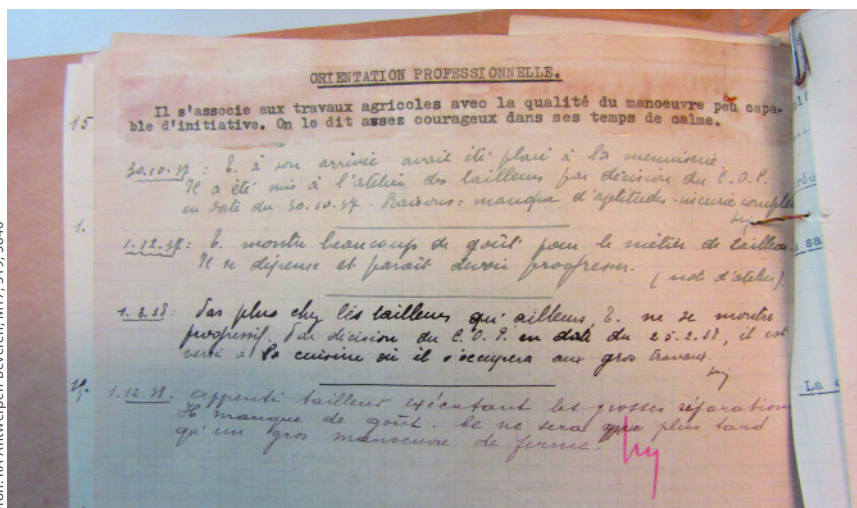 ORIENTATION PROFESSIONNELLE.
15
Il s'associe aux travaux agricoles avec la qualité du manoeuvre peu capa-
ble d'initiative. On le dit assez courageux dans ses temps de calme.
30.10.37 : E. à son arrivée avait été placé à la menuiserie
Il a été mis à l'atelier des tailleurs par décision du C.O.P.
en date du 30.10.37. Raisons : manque d'aptitudes - incurie complète
1.
1.12.37 : E. montre beaucoup de goût pour le métier de tailleur.
Il se dépense et paraît devoir progresser.
(note d'atelier)
1.3.38 : Pas plus chez les tailleurs qu'ailleurs, E. ne se montre
progressif. Par décision du C.O.P. en date du 25.2.38, il est
versé à la cuisine où il s'occupera aux gros travaux.
1.12.38. apprenti tailleur exécutant les grosses réparations
Il manque de goût. Ce ne sera que plus tard
qu'un gros manoeuvre de ferme.
sa
La